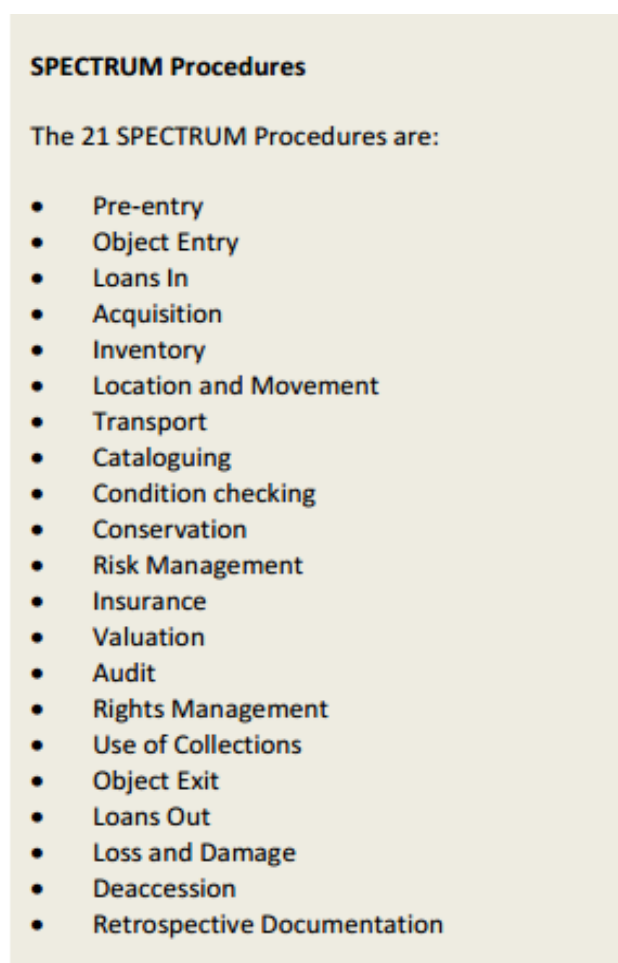 SPECTRUM Procedures
The 21 SPECTRUM Procedures are:
• Pre-entry
• Object Entry
• Loans In
• Acquisition
• Inventory
• Location and Movement
• Transport
• Cataloguing
• Condition checking
• Conservation
• Risk Management
• Insurance
• Valuation
• Audit
• Rights Management
• Use of Collections
• Object Exit
• Loans Out
• Loss and Damage
• Deaccession
• Retrospective Documentation